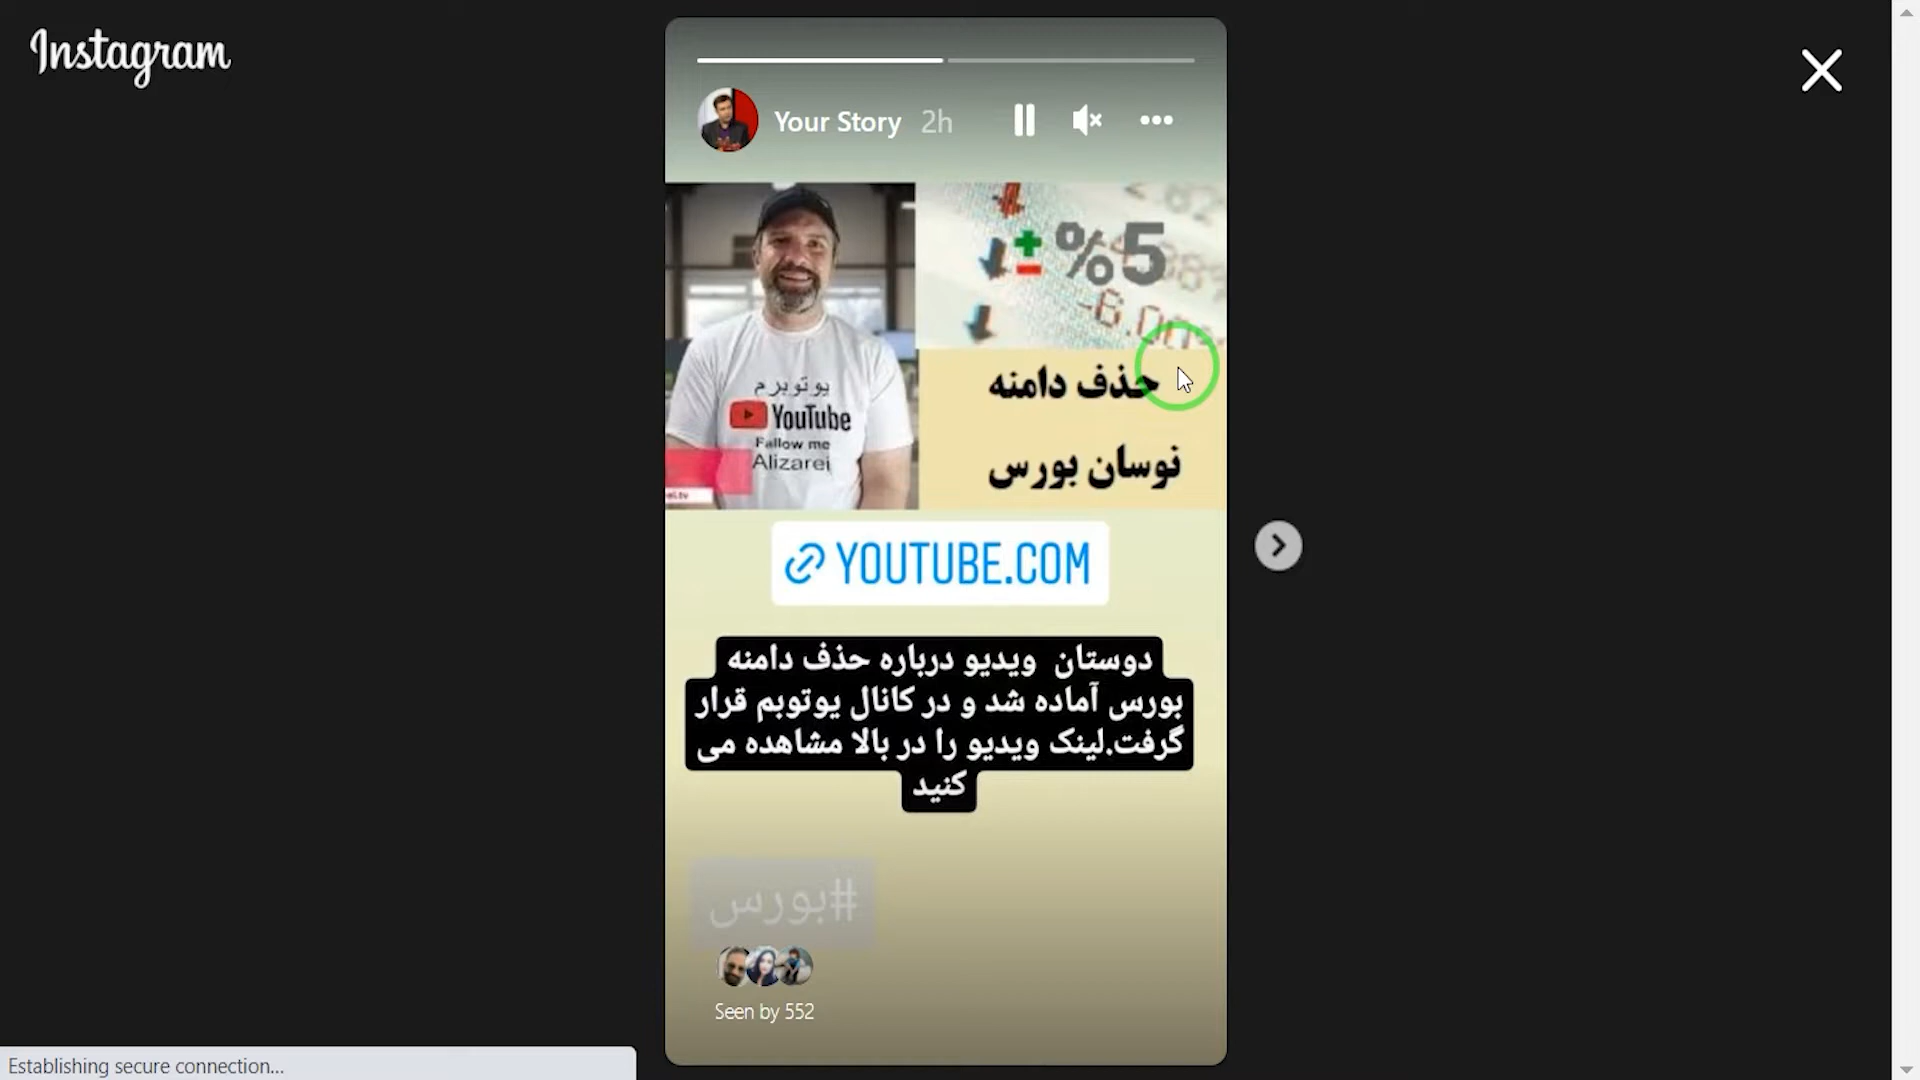 Instagram
Your Story 2h
%5
-6.00
یوتوبرم
YouTube
Fallow me
Alizarei
حذف دامنه
نوسان بورس
YOUTUBE.COM
دوستان ویدیو درباره حذف دامنه
بورس آماده شد و در کانال یوتوبم قرار
گرفت.لینک ویدیو را در بالا مشاهده می
کنید
#بورس
Seen by 552
Establishing secure connection...